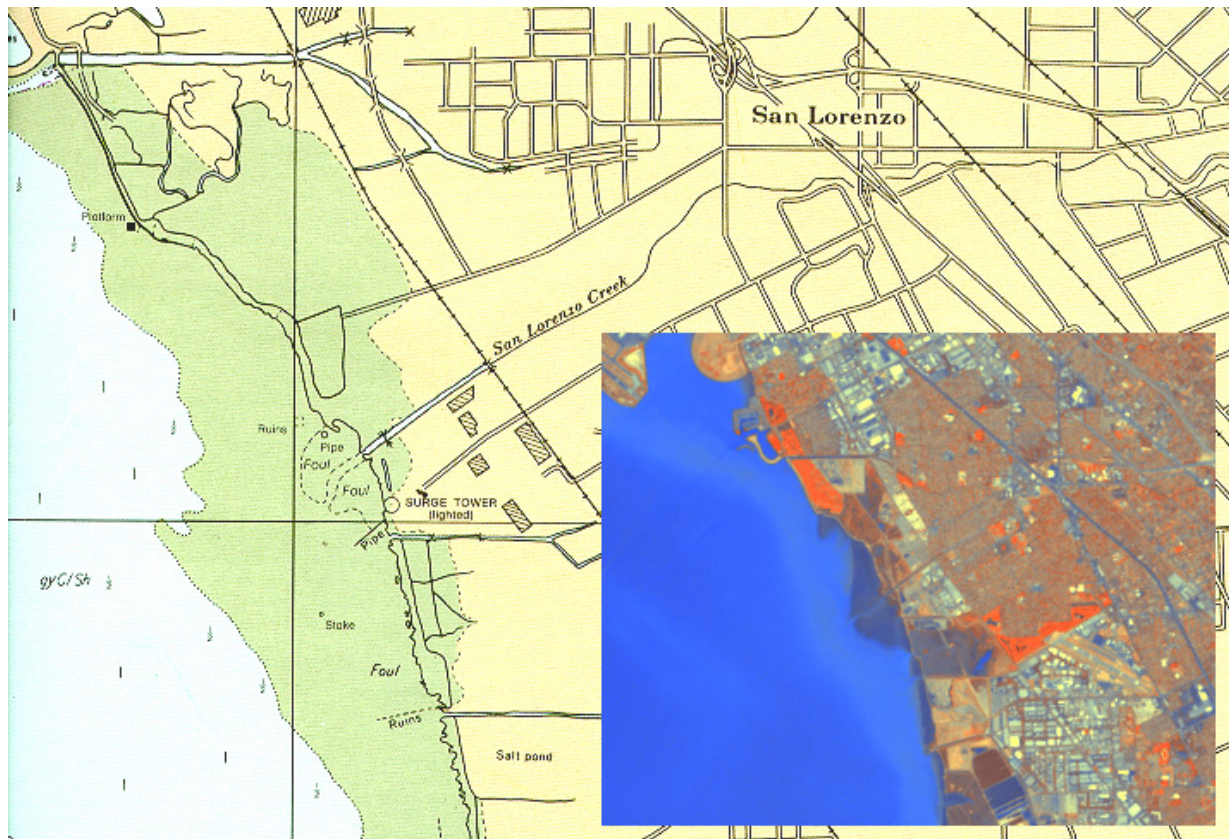 es
San Lorenzo
Platform
San Lorenzo Creek
Ruins
Pipe
Foul
Foul
SURGE TOWER
(lighted)
Pipe
gyC/Sh
Stake
Foul
Ruins
Salt pond